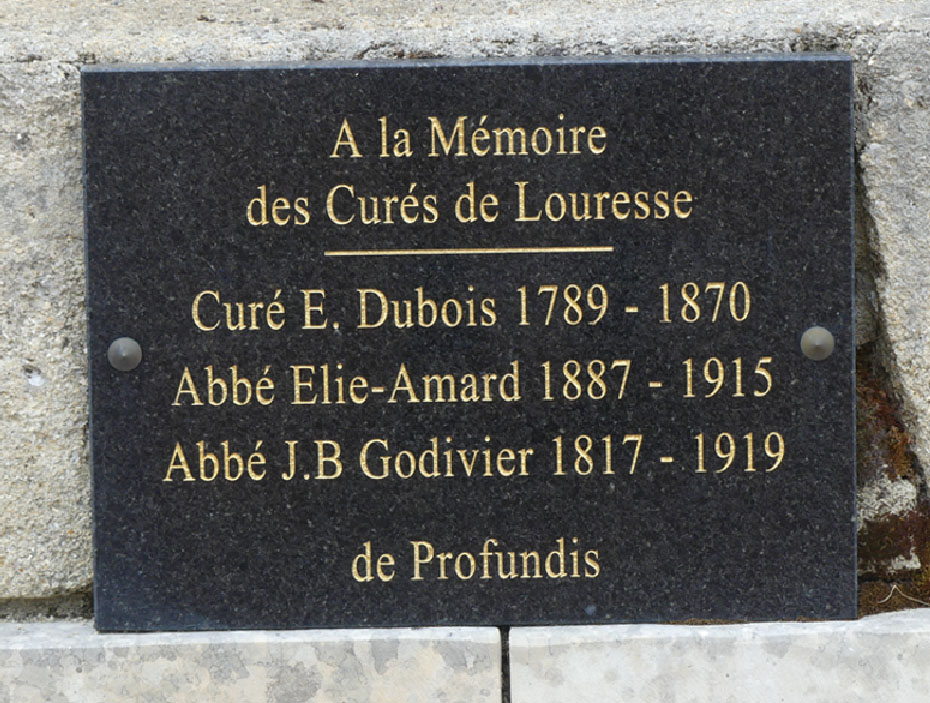 A la Mémoire
des Curés de Louresse
Curé E. Dubois 1789 - 1870
Abbé Elie-Amard 1887 - 1915
Abbé J.B Godivier 1817 - 1919
de Profundis